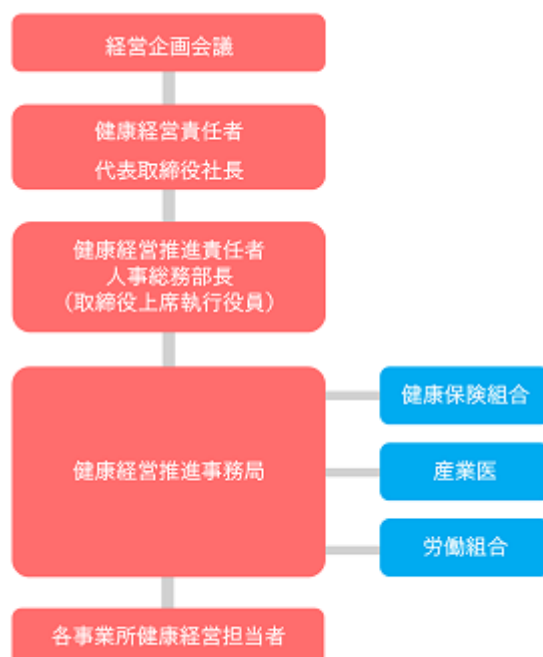 経営企画会議
健康経営責任者
代表取締役社長
健康経営推進責任者
人事総務部長
（取締役上席執行役員）
健康経営推進事務局
健康保険組合
産業医
労働組合
各事業所健康経営担当者